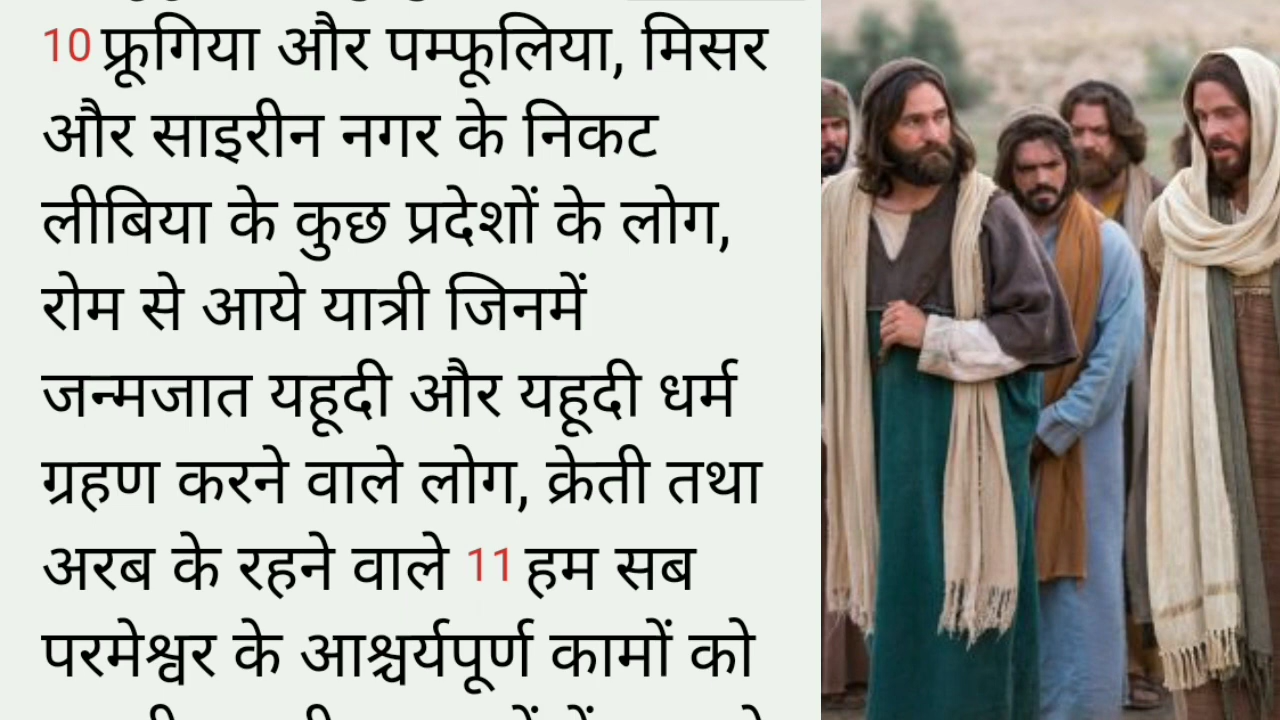 10 फ्रूगिया और पम्फूलिया, मिसर
और साइरीन नगर के निकट
लीबिया के कुछ प्रदेशों के लोग,
रोम से आये यात्री जिनमें
जन्मजात यहूदी और यहूदी धर्म
ग्रहण करने वाले लोग, क्रेती तथा
अरब के रहने वाले 11 हम सब
परमेश्वर के आश्चर्यपूर्ण कामों को